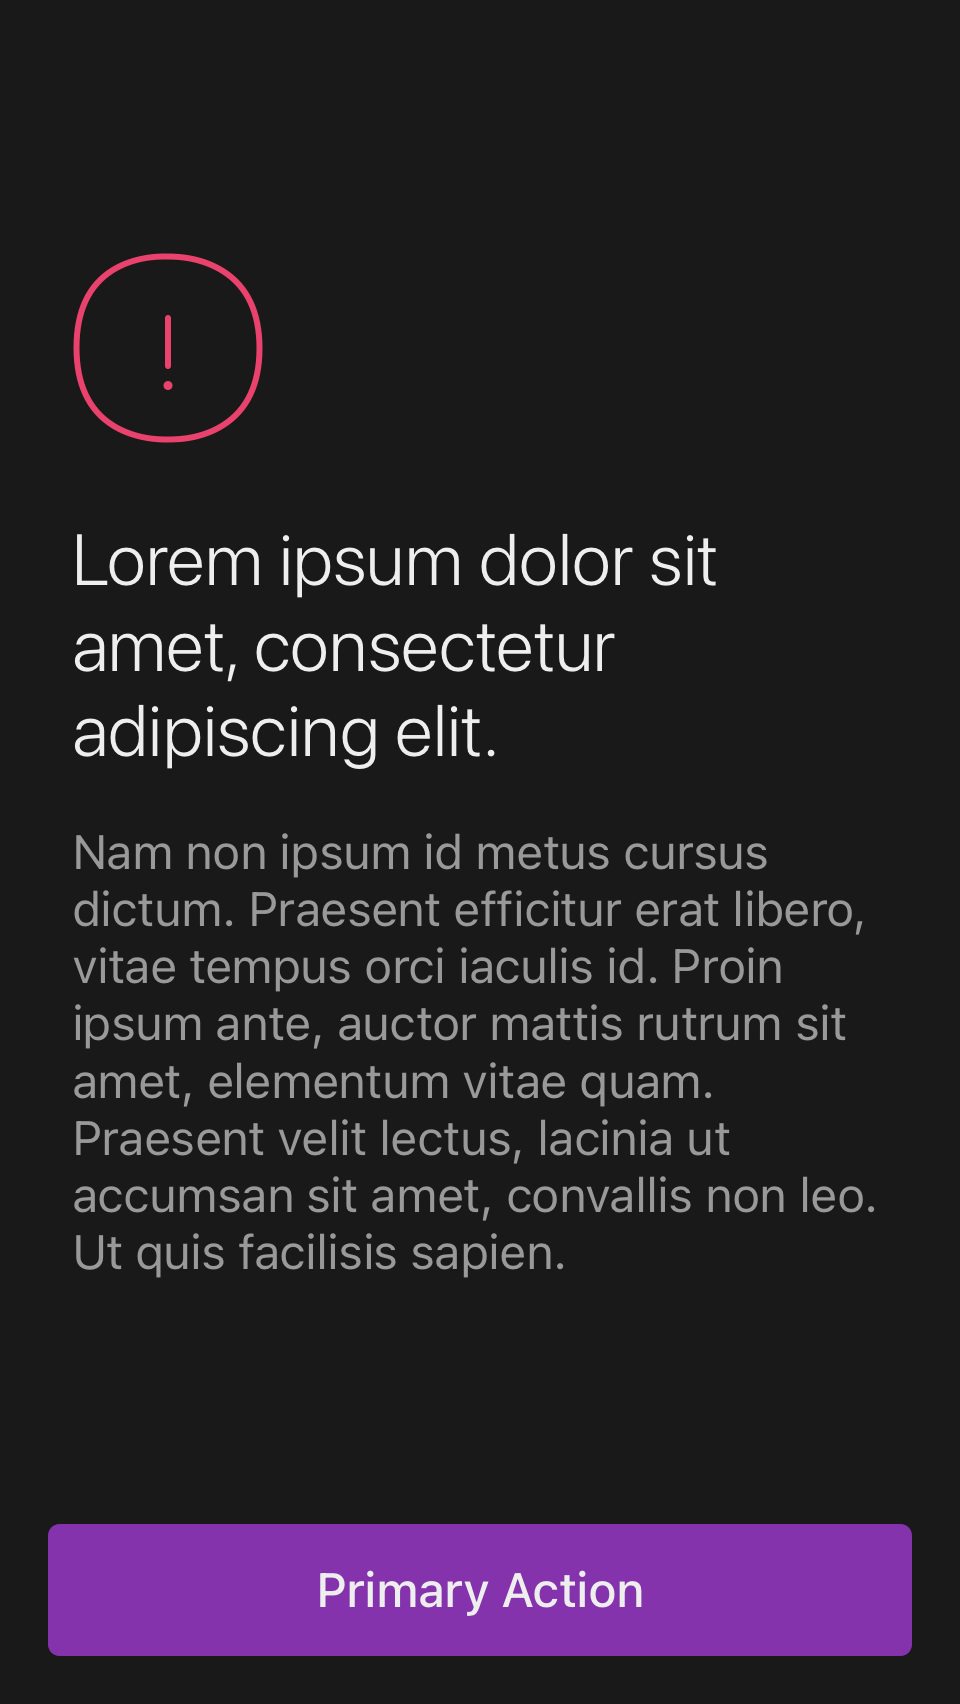 Lorem ipsum dolor sit
amet, consectetur
adipiscing elit.
Nam non ipsum id metus cursus
dictum. Praesent efficitur erat libero,
vitae tempus orci iaculis id. Proin
ipsum ante, auctor mattis rutrum sit
amet, elementum vitae quam.
Praesent velit lectus, lacinia ut
accumsan sit amet, convallis non leo.
Ut quis facilisis sapien.
Primary Action